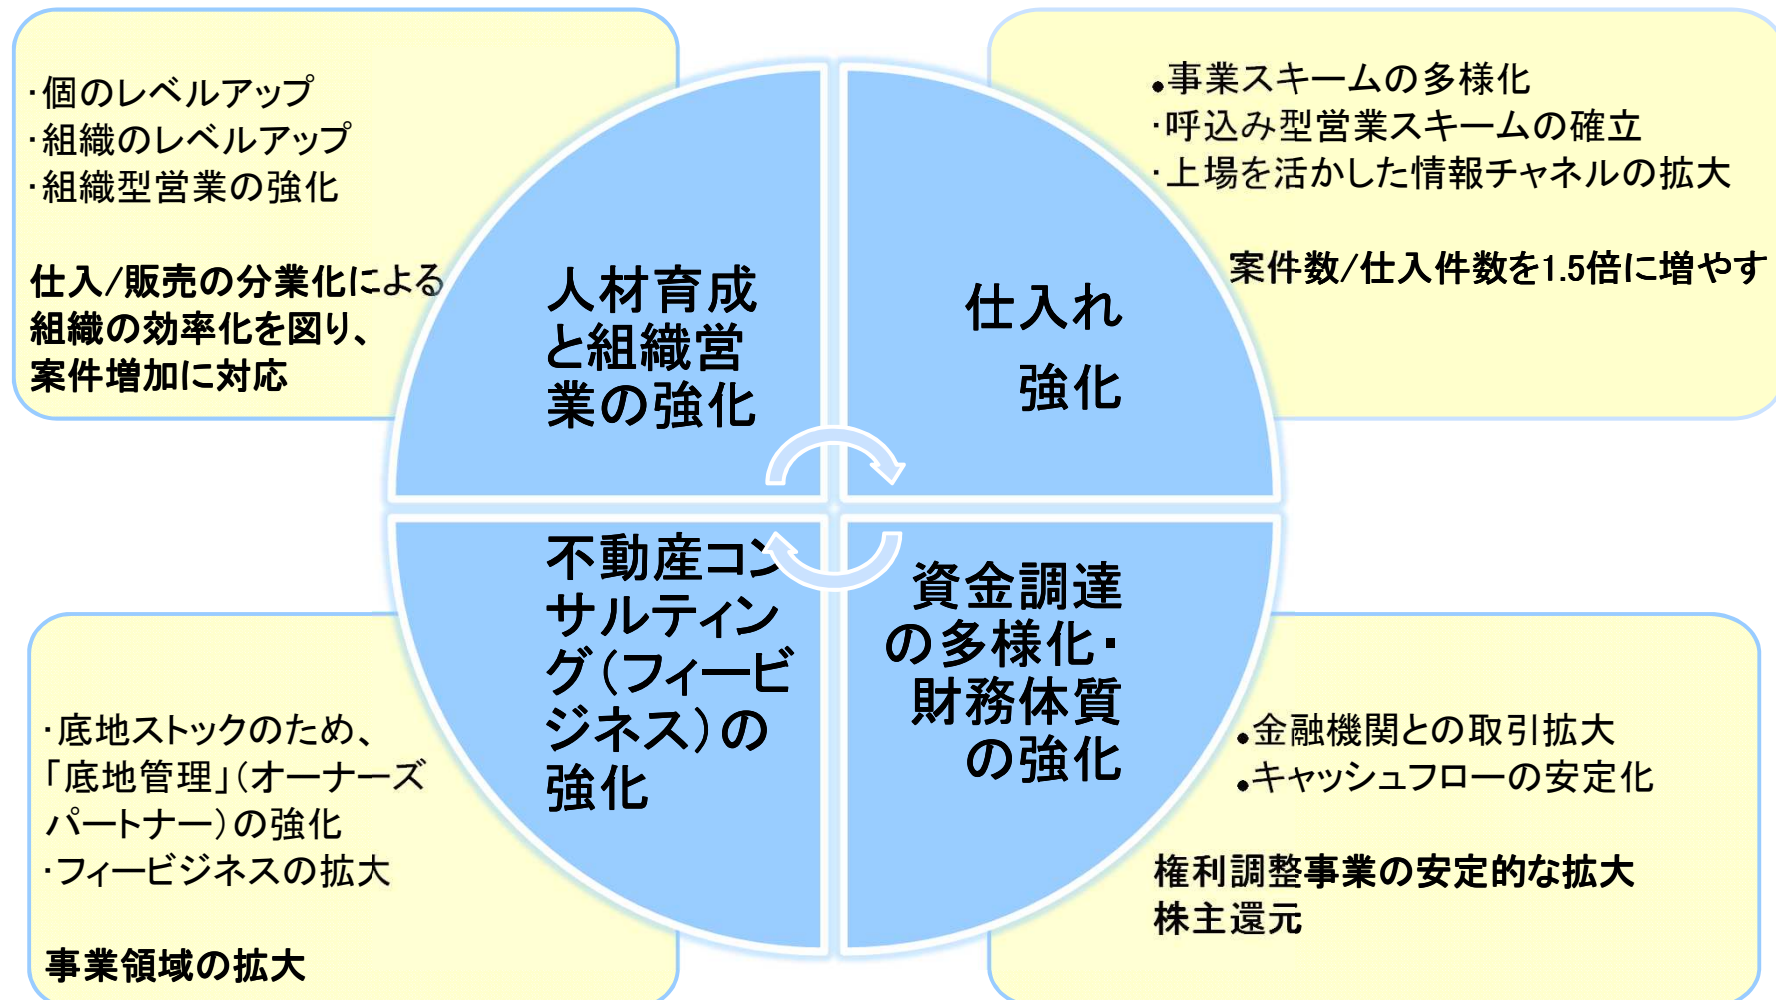 ・個のレベルアップ
・組織のレベルアップ
・組織型営業の強化
仕入/販売の分業化による
組織の効率化を図り、
案件増加に対応
人材育成
と組織営
業の強化
•事業スキームの多様化
・呼込み型営業スキームの確立
・上場を活かした情報チャネルの拡大
案件数/仕入件数を1.5倍に増やす
仕入れ
強化
不動産コン
サルティン
グ(フィービ
ジネス)の
強化
・底地ストックのため、
「底地管理」(オーナーズ
パートナー)の強化
・フィービジネスの拡大
事業領域の拡大
資金調達
の多様化・
財務体質
の強化
•金融機関との取引拡大
•キャッシュフローの安定化
権利調整事業の安定的な拡大
株主還元